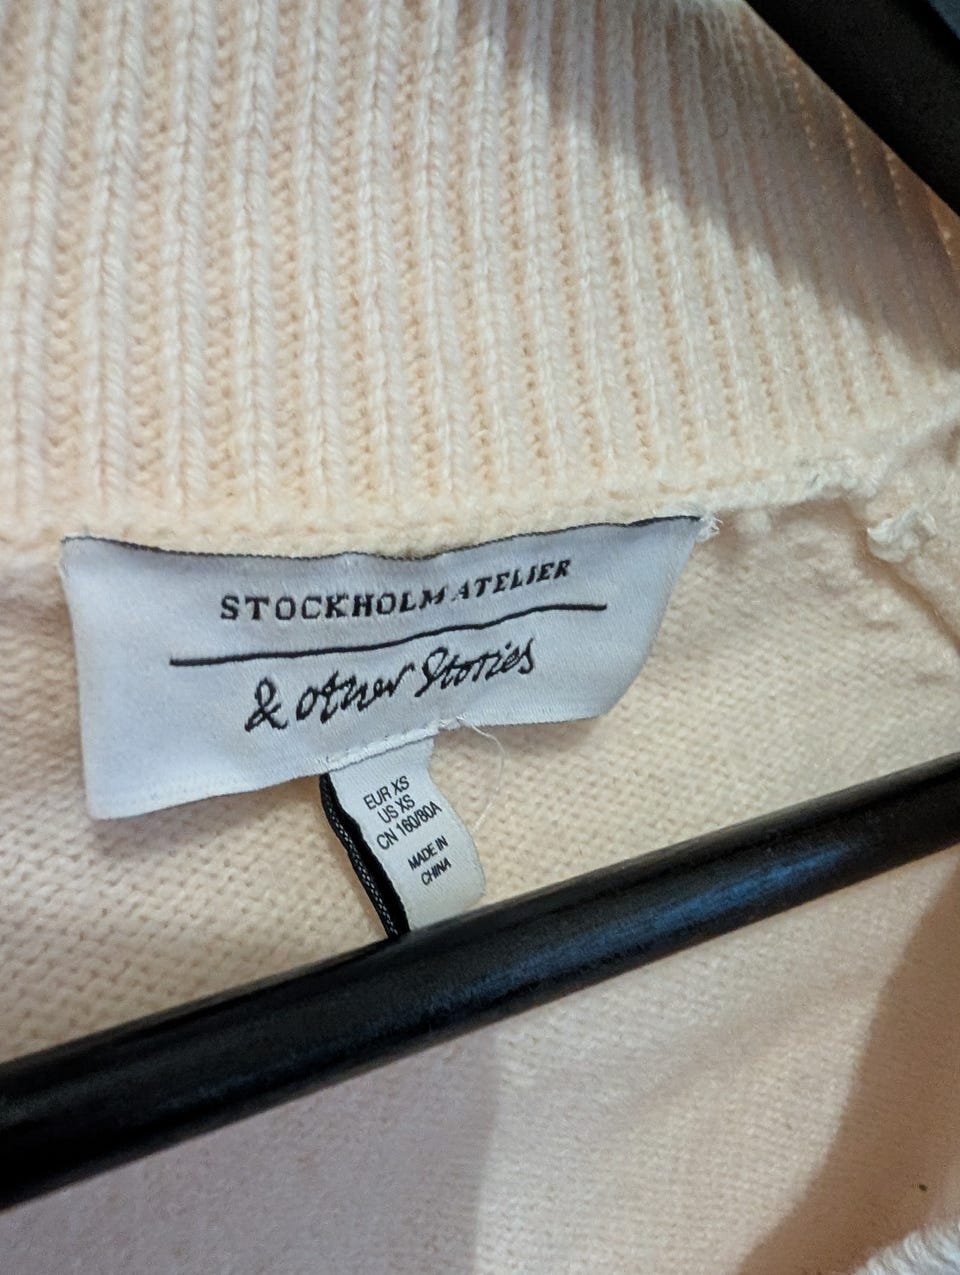 STOCKHOLM ATELIER
& other Stories
EUR XS
US XS
CN 160/80A
MADE IN
CHINA